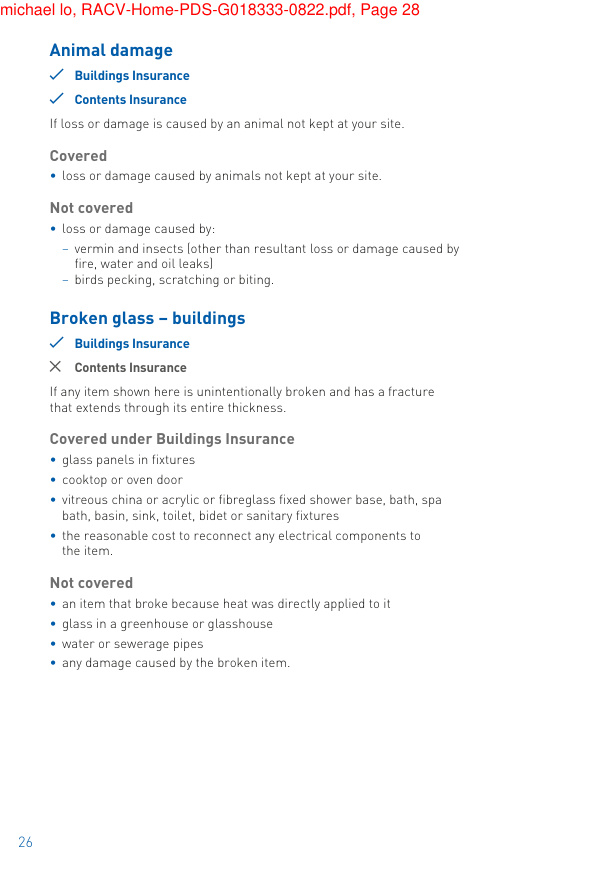 michael lo, RACV-Home-PDS-G018333-0822.pdf, Page 28
Animal damage
Buildings Insurance
Contents Insurance
If loss or damage is caused by an animal not kept at your site.
Covered
• loss or damage caused by animals not kept at your site.
Not covered
• loss or damage caused by:
– vermin and insects (other than resultant loss or damage caused by
fire, water and oil leaks)
– birds pecking, scratching or biting.
Broken glass – buildings
Buildings Insurance
Contents Insurance
If any item shown here is unintentionally broken and has a fracture
that extends through its entire thickness.
Covered under Buildings Insurance
• glass panels in fixtures
• cooktop or oven door
• vitreous china or acrylic or fibreglass fixed shower base, bath, spa
bath, basin, sink, toilet, bidet or sanitary fixtures
• the reasonable cost to reconnect any electrical components to
the item.
Not covered
• an item that broke because heat was directly applied to it
• glass in a greenhouse or glasshouse
• water or sewerage pipes
• any damage caused by the broken item.
26